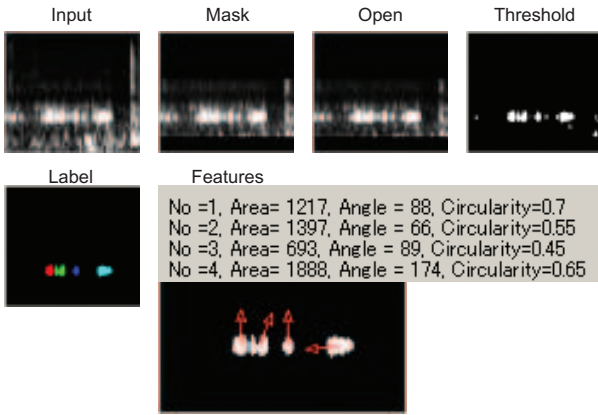 Input Mask Open Threshold
Label Features
No =1, Area= 1217, Angle = 88, Circularity=0.7
No =2, Area= 1397, Angle = 66, Circularity=0.55
No =3, Area= 693, Angle = 89, Circularity=0.45
No =4, Area= 1888, Angle = 174, Circularity=0.65